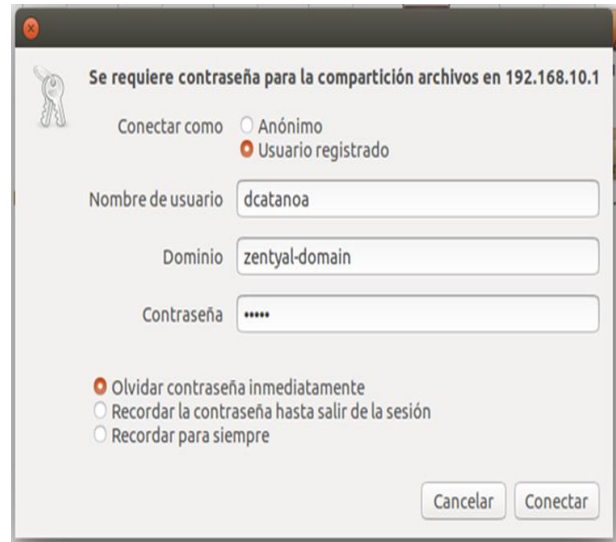 Se requiere contraseña para la compartición archivos en 192.168.10.1
Conectar como
Anónimo
Usuario registrado
Nombre de usuario dcatanoa
Dominio zentyal-domain
Contraseña •••••
Olvidar contraseña inmediatamente
Recordar la contraseña hasta salir de la sesión
Recordar para siempre
Cancelar Conectar